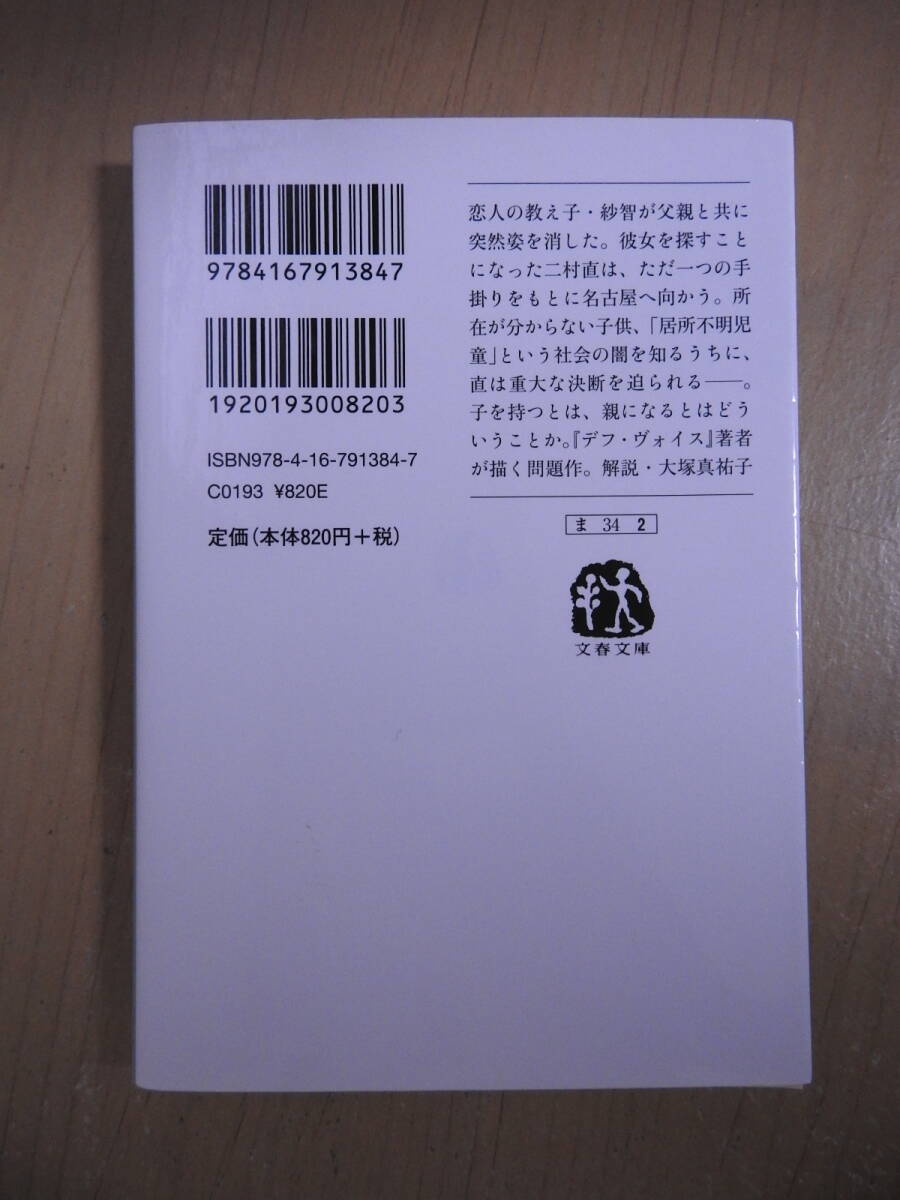 9784167913847
1920193008203
ISBN978-4-16-791384-7
C0193 ¥820E
定価(本体820円+税)
恋人の教え子・紗智が父親と共に
突然姿を消した。彼女を探すこと
になった二村直は、ただ一つの手
掛りをもとに名古屋へ向かう。所
在が分からない子供、「居所不明児
童」という社会の闇を知るうちに、
直は重大な決断を迫られる――。
子を持つとは、親になるとはどう
いうことか。『デフ・ヴォイス』著者
が描く問題作。解説・大塚真祐子
ま 34 2
文春文庫